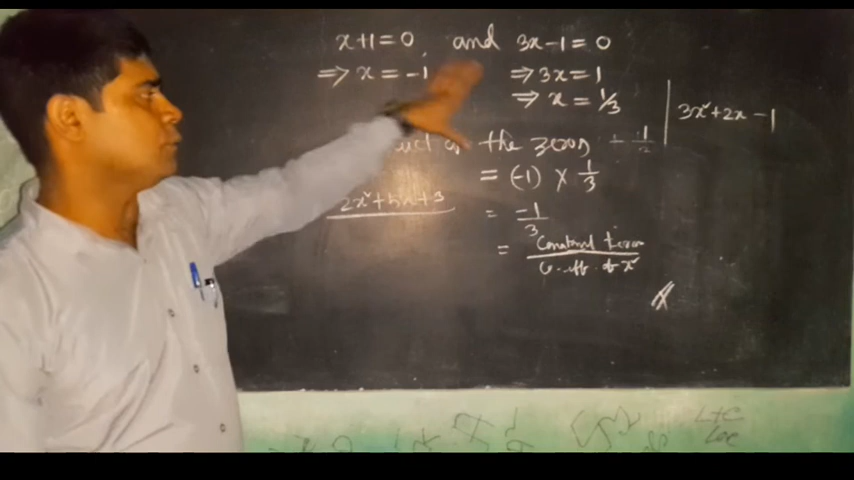 x+1=0, and 3x-1=0
⇒ x = -1 ⇒ 3x = 1
⇒ x = 1/3
3x²+2x-1
of the zeros
= (-1) × 1/3
2x²+5x+3
= -1/3
= Constant term / Co-eff. of x²